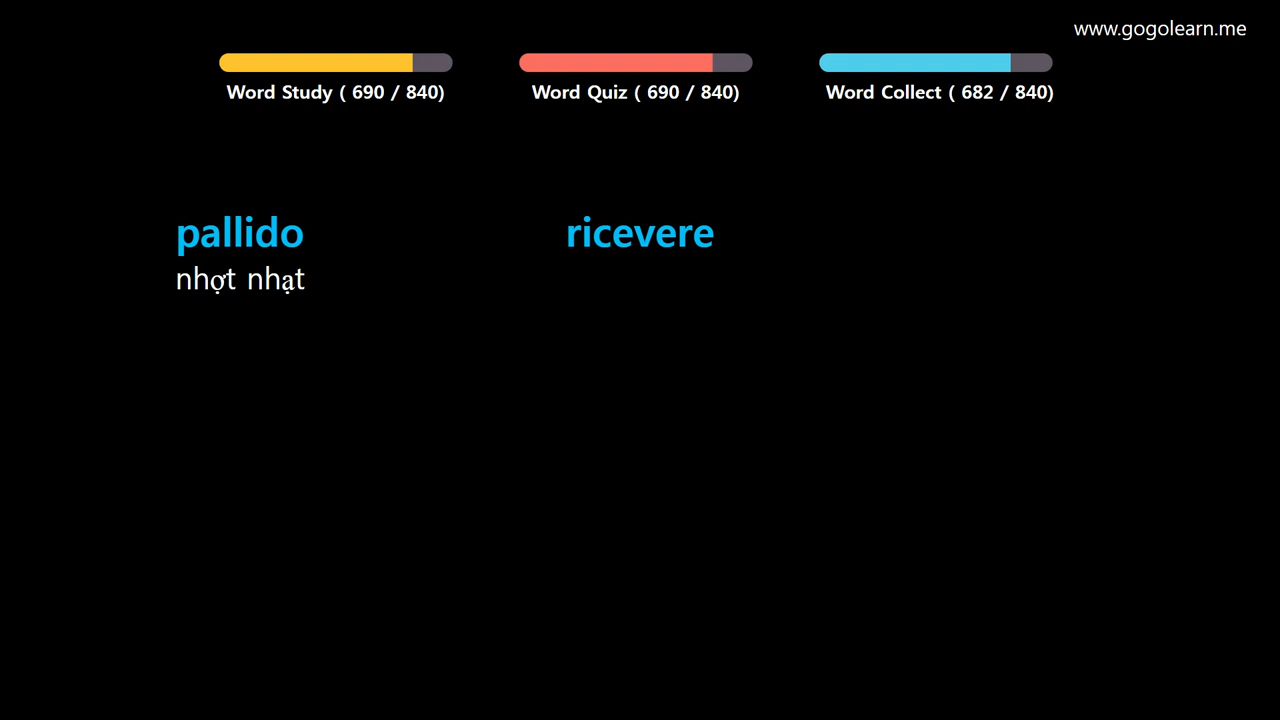 www.gogolearn.me
Word Study ( 690 / 840)
Word Quiz ( 690 / 840)
Word Collect ( 682 / 840)
pallido
nhợt nhạt
ricevere